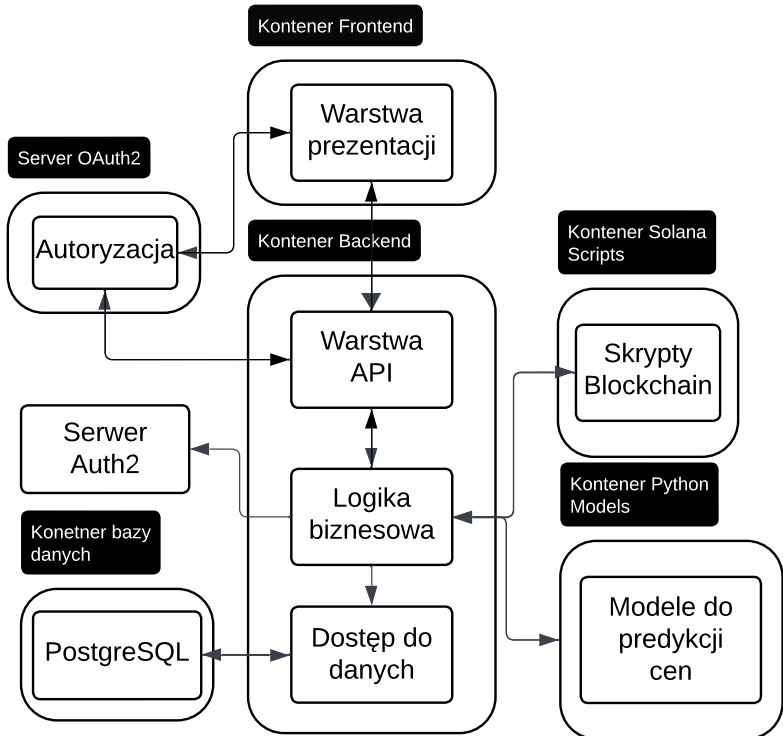 Kontener Frontend
Warstwa
prezentacji
Server OAuth2
Autoryzacja
Kontener Backend
Warstwa
API
Kontener Solana
Scripts
Skrypty
Blockchain
Serwer
Auth2
Logika
biznesowa
Kontener Python
Models
Konetner bazy
danych
PostgreSQL
Dostęp do
danych
Modele do
predykcji
cen